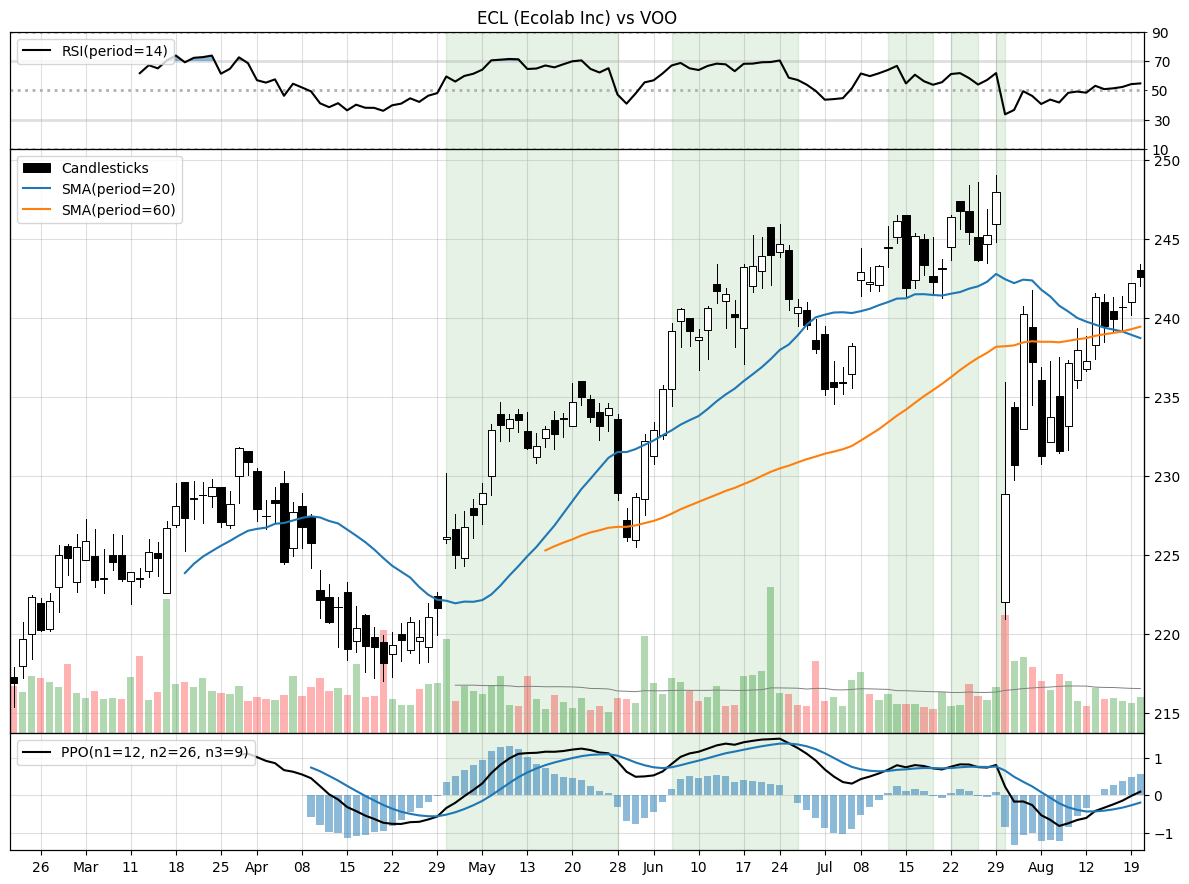 ECL (Ecolab Inc) vs VOO
RSI(period=14)
90
70
50
30
10
Candlesticks
SMA(period=20)
SMA(period=60)
250
245
240
235
230
225
220
215
PPO(n1=12, n2=26, n3=9)
1
0
−1
26 Mar 11 18 25 Apr 08 15 22 29 May 13 20 28 Jun 10 17 24 Jul 08 15 22 29 Aug 12 19